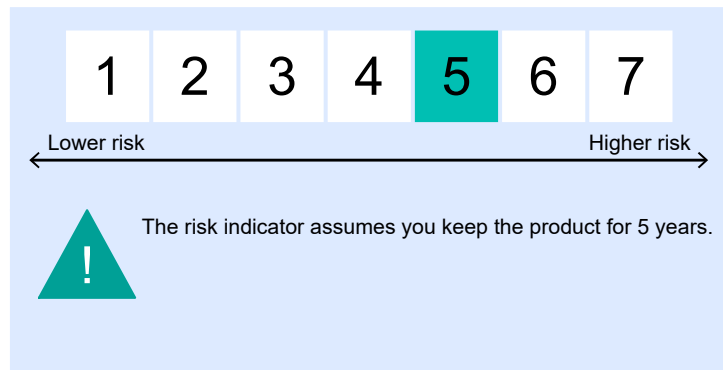 1 2 3 4 5 6 7
Lower risk Higher risk
! The risk indicator assumes you keep the product for 5 years.